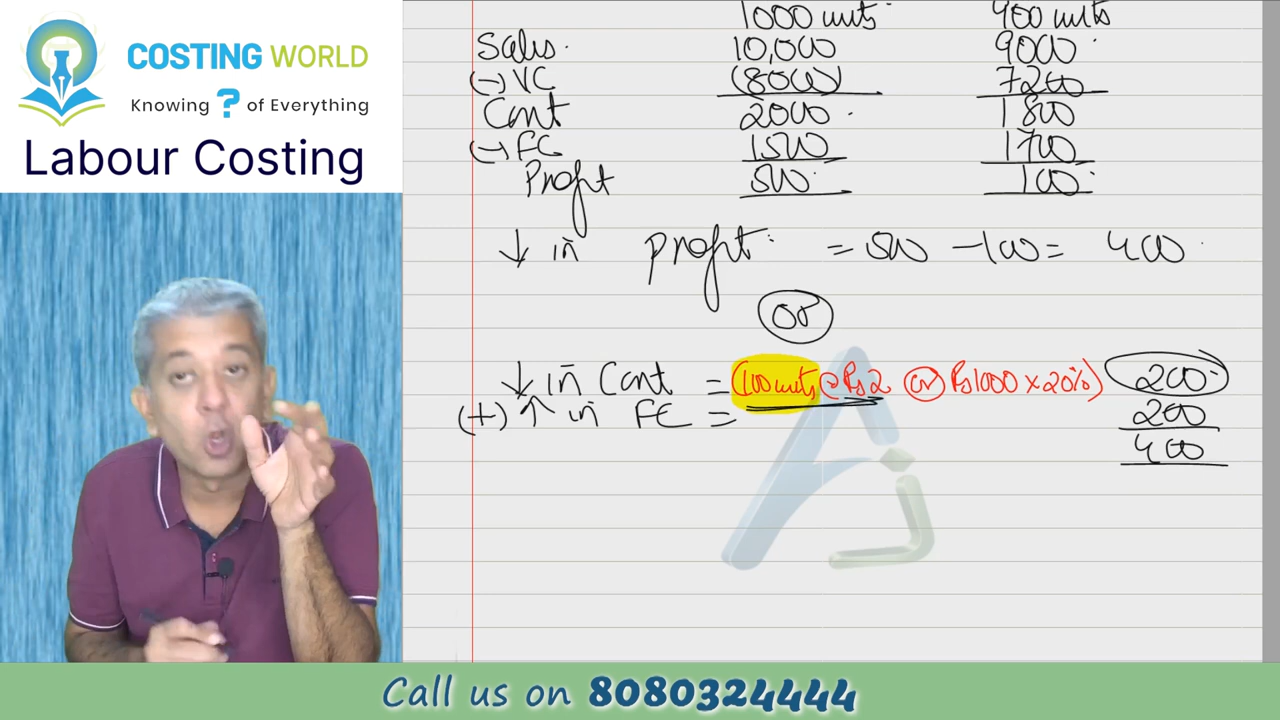 COSTING WORLD
Knowing ? of Everything
Labour Costing
1000 units 900 units
Sales 10,000 9000
(-) VC (8000) 7200
Cont 2000 1800
(-) FC 1500 1700
Profit 500 100
↓ in Profit = 500 - 100 = 400
or
↓ in Cont = (100 units @ Rs 2 or Rs 1000 × 20%) 200
(+) ↑ in FC = 200
400
Call us on 8080324444